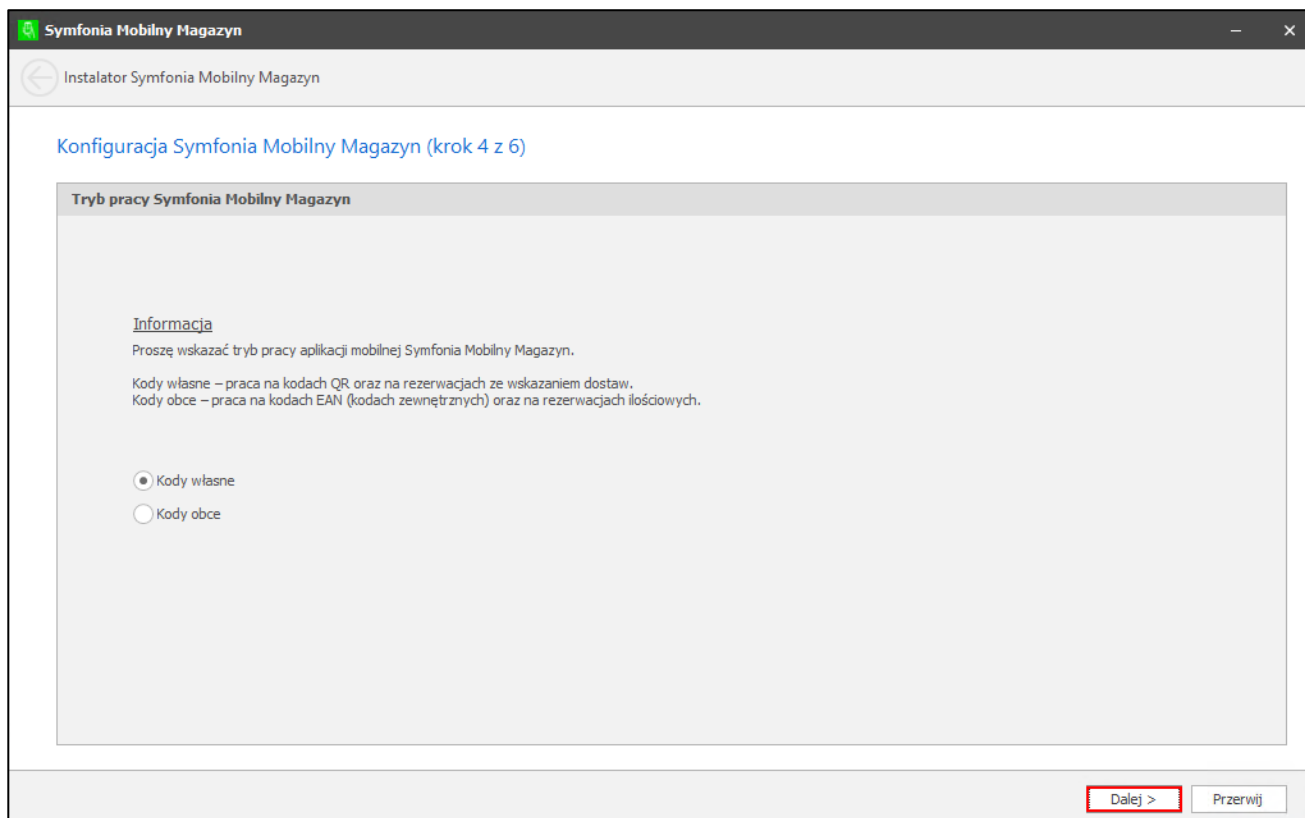 Symfonia Mobilny Magazyn
Instalator Symfonia Mobilny Magazyn
Konfiguracja Symfonia Mobilny Magazyn (krok 4 z 6)
Tryb pracy Symfonia Mobilny Magazyn
Informacja
Proszę wskazać tryb pracy aplikacji mobilnej Symfonia Mobilny Magazyn.
Kody własne – praca na kodach QR oraz na rezerwacjach ze wskazaniem dostaw.
Kody obce – praca na kodach EAN (kodach zewnętrznych) oraz na rezerwacjach ilościowych.
Kody własne
Kody obce
Dalej >
Przerwij